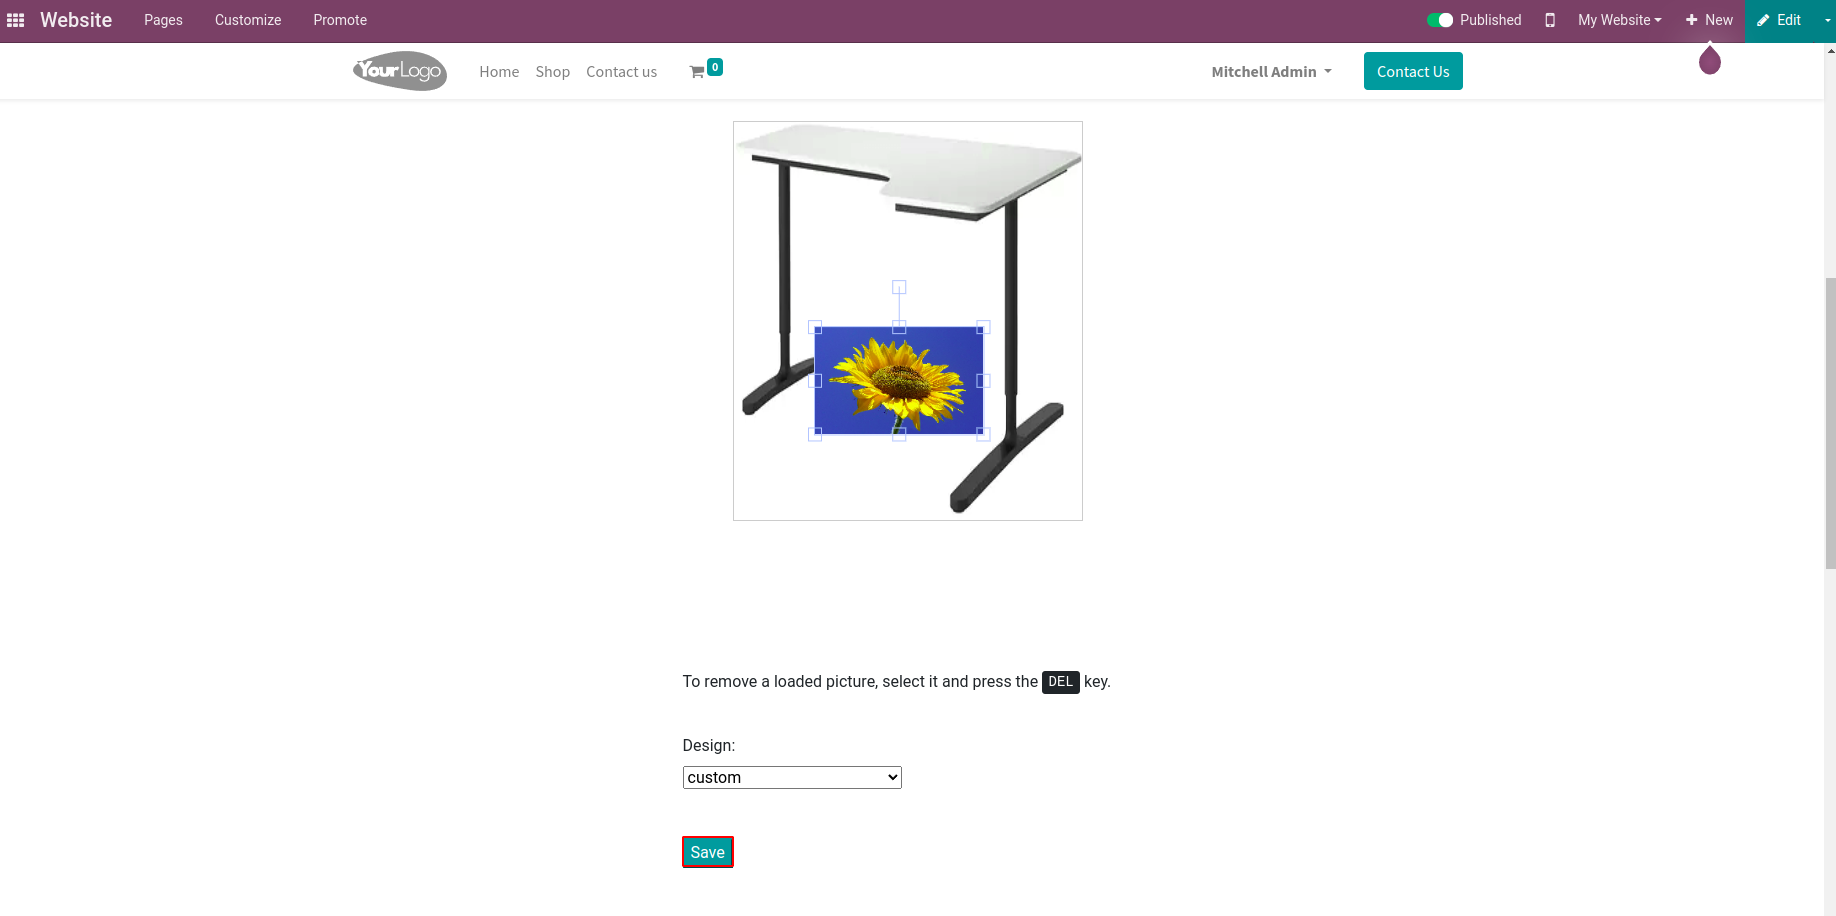 Website Pages Customize Promote Published My Website New Edit
YourLogo Home Shop Contact us 0 Mitchell Admin Contact Us
To remove a loaded picture, select it and press the DEL key.
Design:
custom
Save